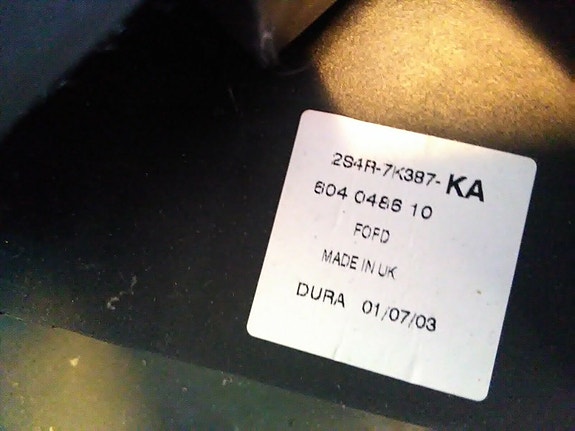 2S4R-7K387-KA
604 0486 10
FORD
MADE IN UK
DURA 01/07/03